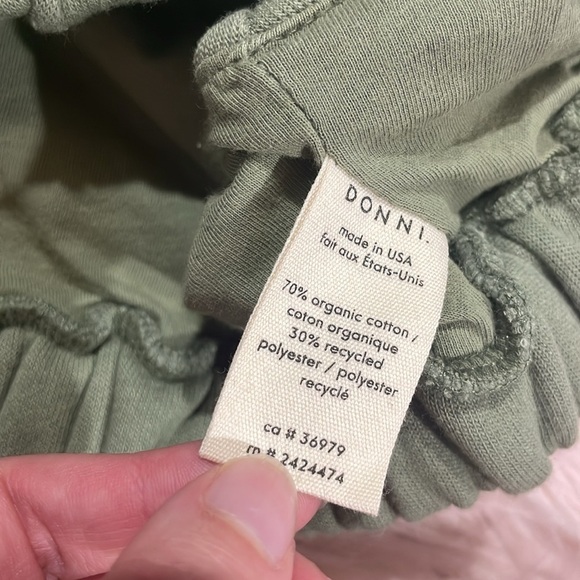 DONNI.
made in USA
fait aux États-Unis
70% organic cotton /
coton organique
30% recycled
polyester / polyester
recyclé
ca # 36979
rn # 2424474